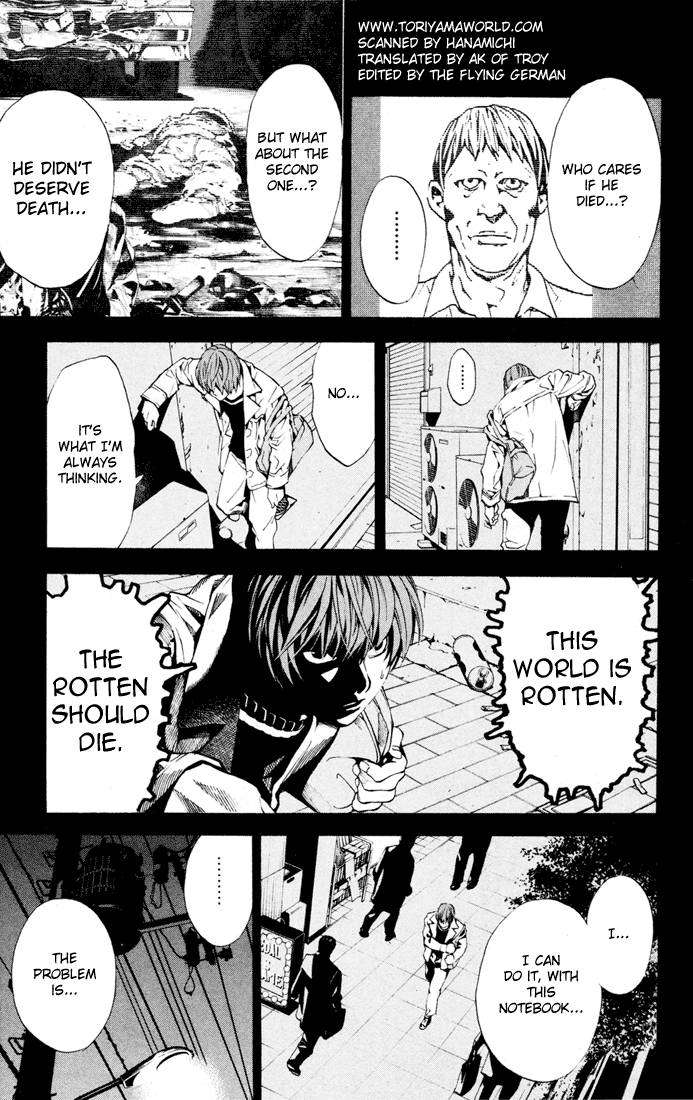 WWW.TORIYAMAWORLD.COM
SCANNED BY HANAMICHI
TRANSLATED BY AK OF TROY
EDITED BY THE FLYING GERMAN
WHO CARES
IF HE
DIED...?
.........
BUT WHAT
ABOUT THE
SECOND
ONE...?
HE DIDN'T
DESERVE
DEATH...
......
NO...
IT'S
WHAT I'M
ALWAYS
THINKING.
THIS
WORLD IS
ROTTEN.
THE
ROTTEN
SHOULD
DIE.
I...
I CAN
DO IT, WITH
THIS
NOTEBOOK...
.........
THE
PROBLEM
IS...